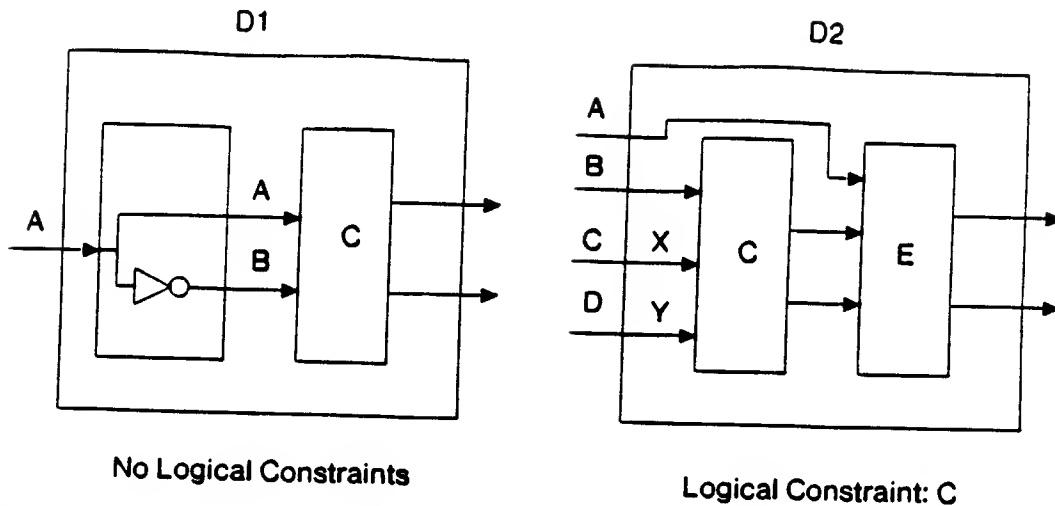 D1
A
A
B
C
No Logical Constraints
D2
A
B
C
X
D
Y
C
E
Logical Constraint: C